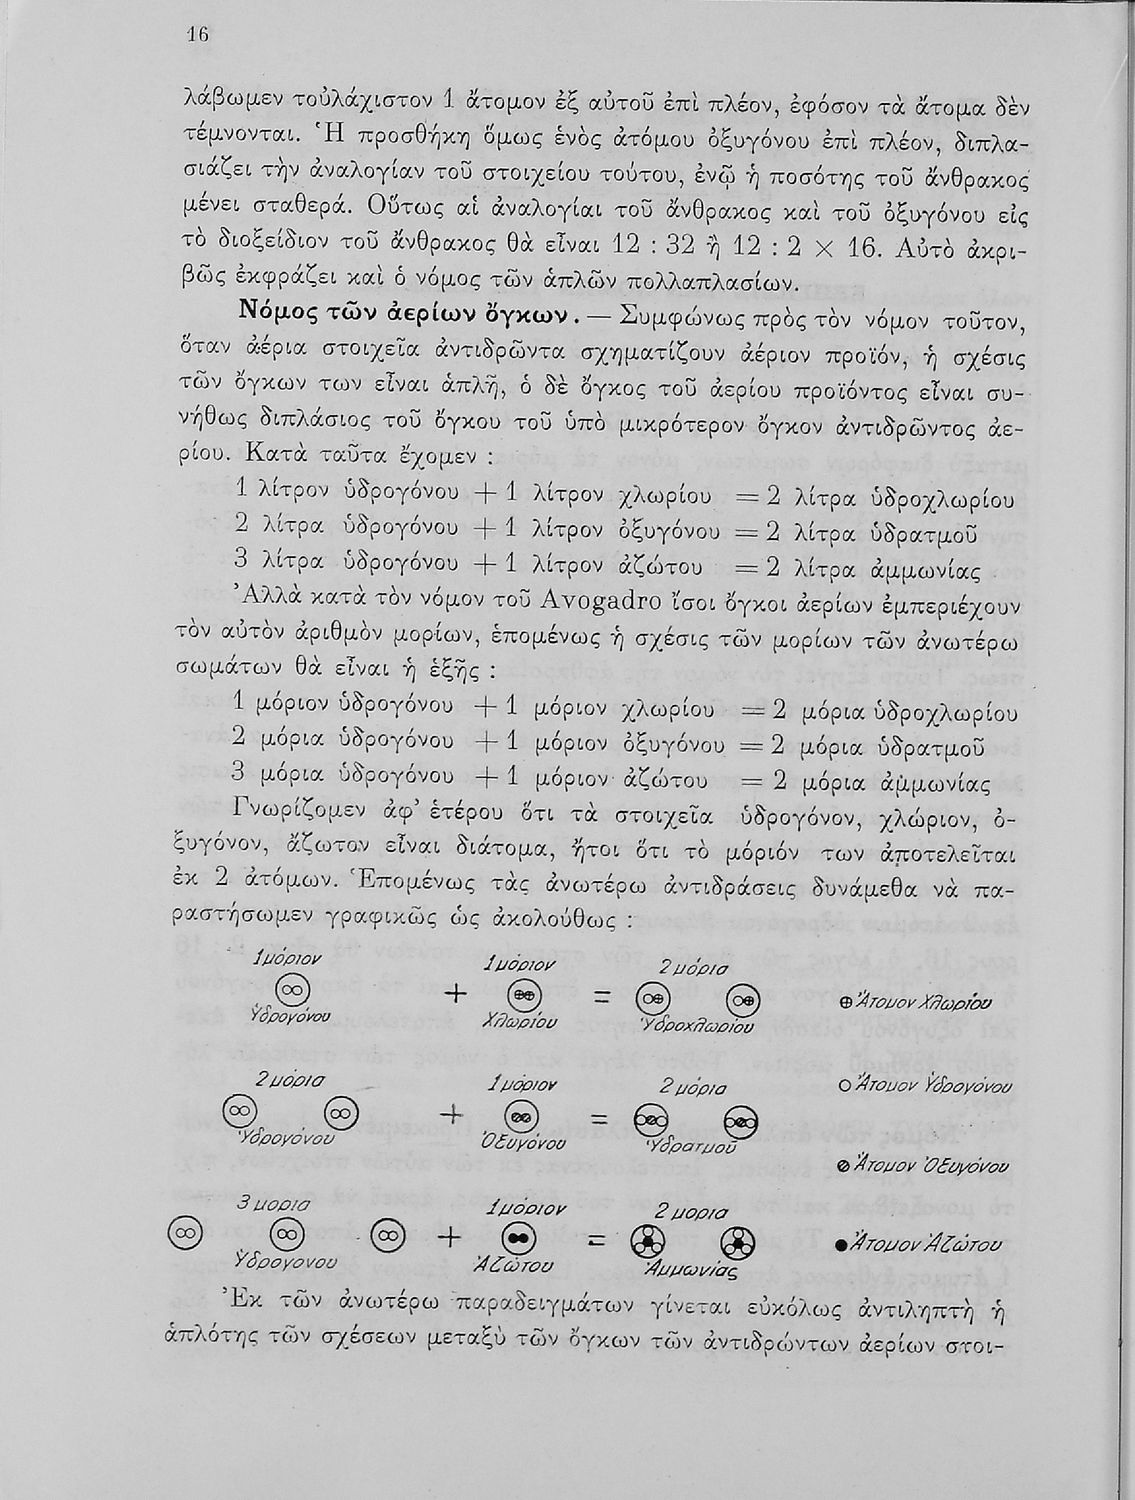 16
λάβωμεν τοὐλάχιστον 1 ἄτομον ἐξ αὐτοῦ ἐπὶ πλέον, ἐφόσον τὰ ἄτομα δὲν
τέμνονται. Ἡ προσθήκη ὅμως ἑνὸς ἀτόμου ὀξυγόνου ἐπὶ πλέον, διπλα-
σιάζει τὴν ἀναλογίαν τοῦ στοιχείου τούτου, ἐνῷ ἡ ποσότης τοῦ ἄνθρακος
μένει σταθερά. Οὕτως αἱ ἀναλογίαι τοῦ ἄνθρακος καὶ τοῦ ὀξυγόνου εἰς
τὸ διοξείδιον τοῦ ἄνθρακος θὰ εἶναι 12 : 32 ἢ 12 : 2 × 16. Αὐτὸ ἀκρι-
βῶς ἐκφράζει καὶ ὁ νόμος τῶν ἁπλῶν πολλαπλασίων.
Νόμος τῶν ἀερίων ὄγκων. — Συμφώνως πρὸς τὸν νόμον τοῦτον,
ὅταν ἀέρια στοιχεῖα ἀντιδρῶντα σχηματίζουν ἀέριον προϊόν, ἡ σχέσις
τῶν ὄγκων των εἶναι ἁπλῆ, ὁ δὲ ὄγκος τοῦ ἀερίου προϊόντος εἶναι συ-
νήθως διπλάσιος τοῦ ὄγκου τοῦ ὑπὸ μικρότερον ὄγκον ἀντιδρῶντος ἀε-
ρίου. Κατὰ ταῦτα ἔχομεν :
1 λίτρον ὑδρογόνου + 1 λίτρον χλωρίου = 2 λίτρα ὑδροχλωρίου
2 λίτρα ὑδρογόνου + 1 λίτρον ὀξυγόνου = 2 λίτρα ὑδρατμοῦ
3 λίτρα ὑδρογόνου + 1 λίτρον ἀζώτου = 2 λίτρα ἀμμωνίας
Ἀλλὰ κατὰ τὸν νόμον τοῦ Avogadro ἴσοι ὄγκοι ἀερίων ἐμπεριέχουν
τὸν αὐτὸν ἀριθμὸν μορίων, ἑπομένως ἡ σχέσις τῶν μορίων τῶν ἀνωτέρω
σωμάτων θὰ εἶναι ἡ ἑξῆς :
1 μόριον ὑδρογόνου + 1 μόριον χλωρίου = 2 μόρια ὑδροχλωρίου
2 μόρια ὑδρογόνου + 1 μόριον ὀξυγόνου = 2 μόρια ὑδρατμοῦ
3 μόρια ὑδρογόνου + 1 μόριον ἀζώτου = 2 μόρια ἀμμωνίας
Γνωρίζομεν ἀφ’ ἑτέρου ὅτι τὰ στοιχεῖα ὑδρογόνον, χλώριον, ὀ-
ξυγόνον, ἄζωτον εἶναι διάτομα, ἤτοι ὅτι τὸ μόριόν των ἀποτελεῖται
ἐκ 2 ἀτόμων. Ἑπομένως τὰς ἀνωτέρω ἀντιδράσεις δυνάμεθα νὰ πα-
ραστήσωμεν γραφικῶς ὡς ἀκολούθως :
1 μόριον 1 μόριον 2 μόρια
+ = Ἄτομον Χλωρίου
Ὑδρογόνου Χλωρίου Ὑδροχλωρίου
2 μόρια 1 μόριον 2 μόρια Ἄτομον Ὑδρογόνου
+ =
Ὑδρογόνου Ὀξυγόνου Ὑδρατμοῦ
Ἄτομον Ὀξυγόνου
3 μορια 1 μόριον 2 μορια
+ = Ἄτομον Ἀζώτου
Ὑδρογονου Ἀζώτου Ἀμμωνίας
Ἐκ τῶν ἀνωτέρω παραδειγμάτων γίνεται εὐκόλως ἀντιληπτὴ ἡ
ἁπλότης τῶν σχέσεων μεταξὺ τῶν ὄγκων τῶν ἀντιδρώντων ἀερίων στοι-